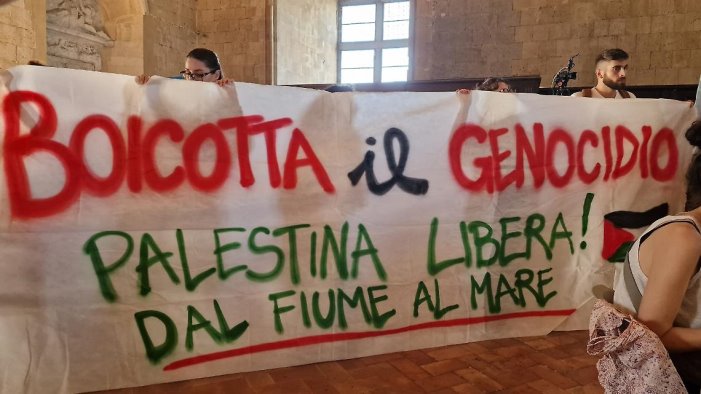 BOICOTTA il GENOCIDIO
PALESTINA LIBERA!
DAL FIUME AL MARE